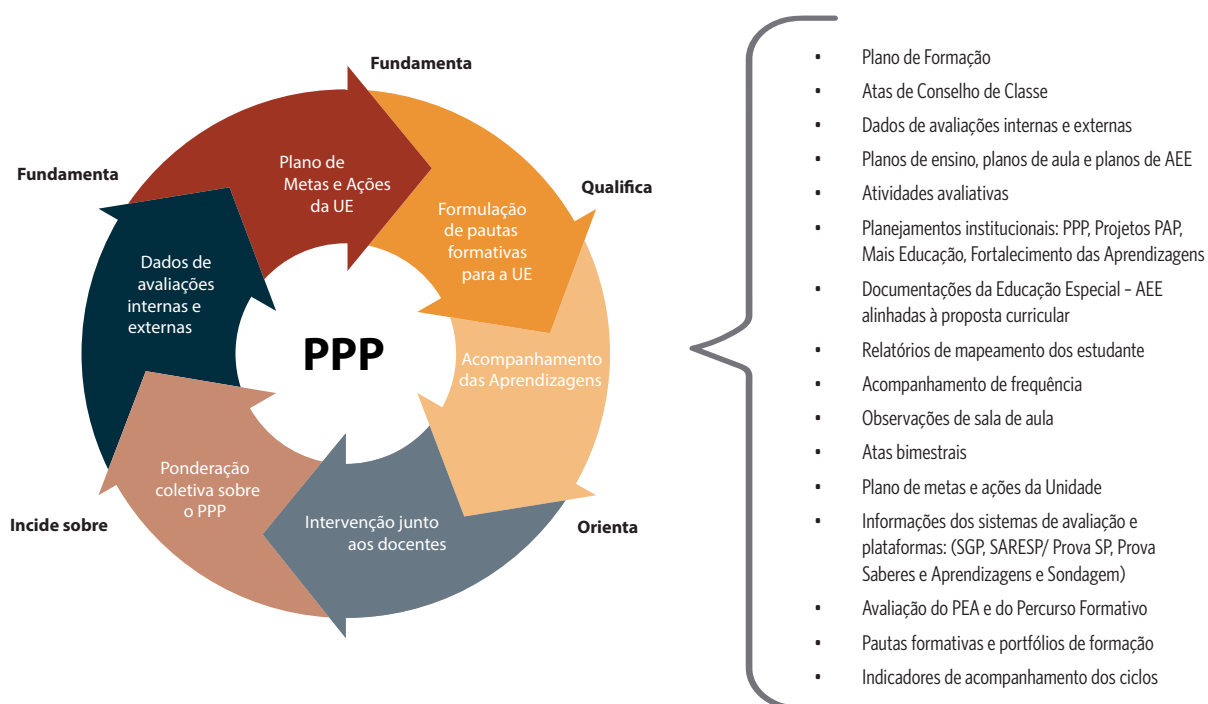 Fundamenta
Fundamenta
Plano de
Metas e Ações
da UE
Qualifica
Formulação
de pautas
formativas
para a UE
Dados de
avaliações
internas e
externas
PPP
Acompanhamento
das Aprendizagens
Ponderação
coletiva sobre
o PPP
Incide sobre
Intervenção junto
aos docentes
Orienta
• Plano de Formação
• Atas de Conselho de Classe
• Dados de avaliações internas e externas
• Planos de ensino, planos de aula e planos de AEE
• Atividades avaliativas
• Planejamentos institucionais: PPP, Projetos PAP,
Mais Educação, Fortalecimento das Aprendizagens
• Documentações da Educação Especial – AEE
alinhadas à proposta curricular
• Relatórios de mapeamento dos estudante
• Acompanhamento de frequência
• Observações de sala de aula
• Atas bimestrais
• Plano de metas e ações da Unidade
• Informações dos sistemas de avaliação e
plataformas: (SGP, SARESP/ Prova SP, Prova
Saberes e Aprendizagens e Sondagem)
• Avaliação do PEA e do Percurso Formativo
• Pautas formativas e portfólios de formação
• Indicadores de acompanhamento dos ciclos